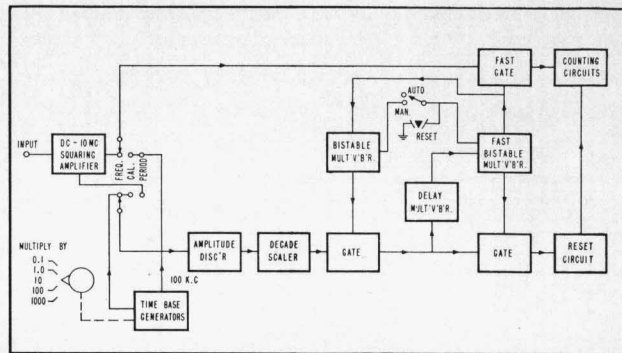 FAST
GATE
COUNTING
CIRCUITS
AUTO
MAN.
RESET
INPUT
DC - 10 MC
SQUARING
AMPLIFIER
FREQ.
CAL.
PERIOD
BISTABLE
MULT'V'B'R.
FAST
BISTABLE
MULT'V'B'R.
DELAY
MULT'V'B'R.
MULTIPLY BY
0.1
1.0
10
100
1000
AMPLITUDE
DISC'R
DECADE
SCALER
GATE
GATE
RESET
CIRCUIT
100 K.C
TIME BASE
GENERATORS